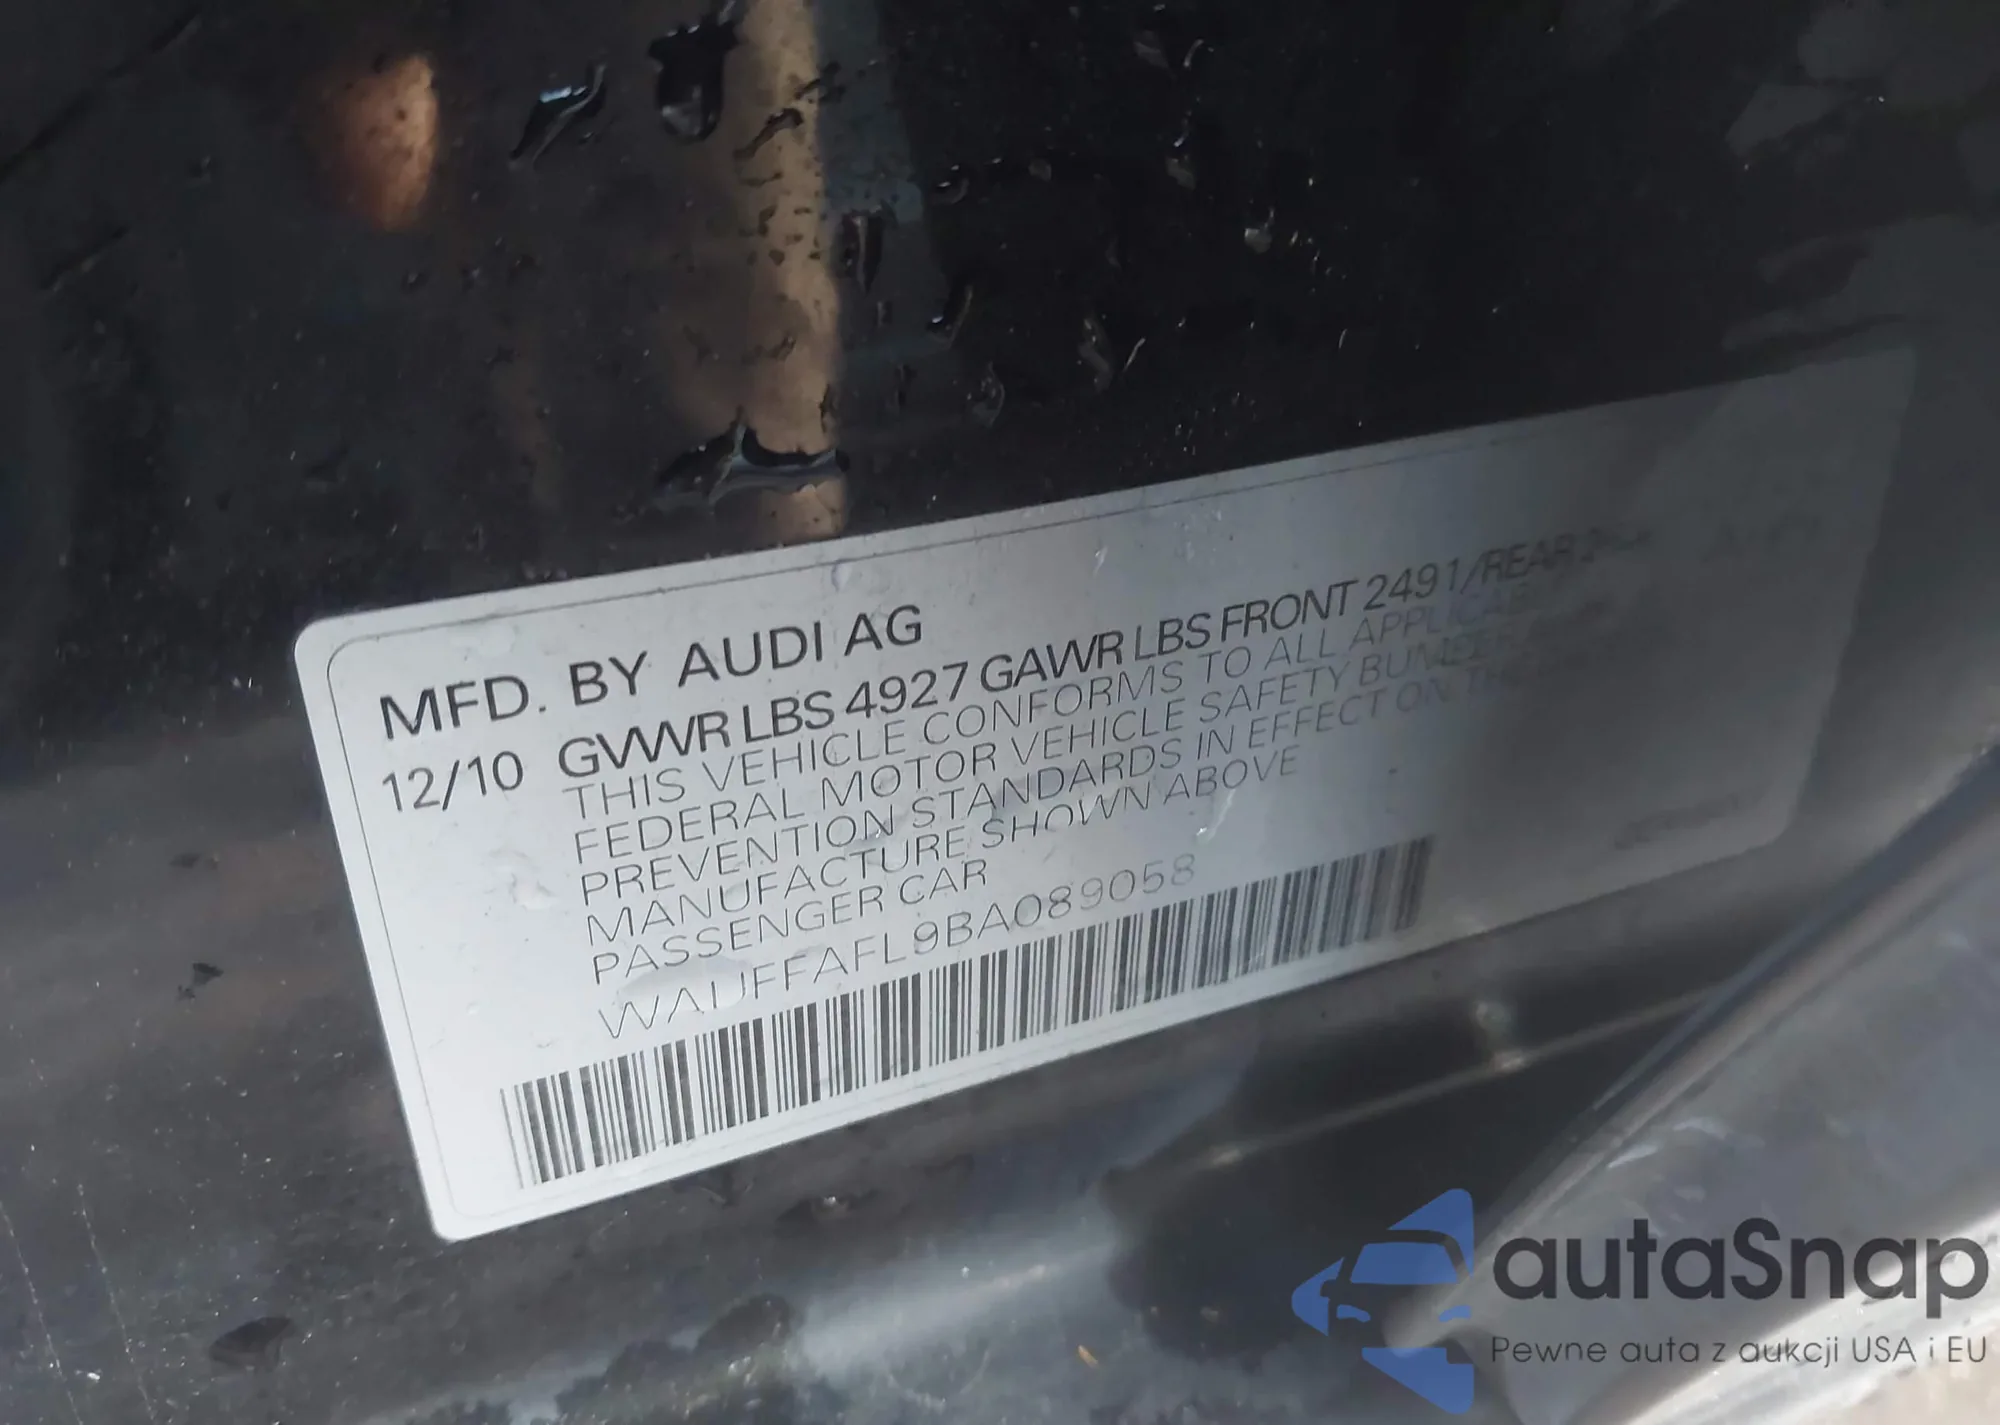 MFD. BY AUDI AG
12/10 GVWR LBS 4927 GAWR LBS FRONT 2491/REAR
THIS VEHICLE CONFORMS TO ALL
FEDERAL MOTOR VEHICLE SAFETY BUMPER
PREVENTION STANDARDS IN EFFECT ON
MANUFACTURE SHOWN ABOVE
PASSENGER CAR
WAUFFAFL9BA089058
autaSnap
Pewne auta z aukcji USA i EU